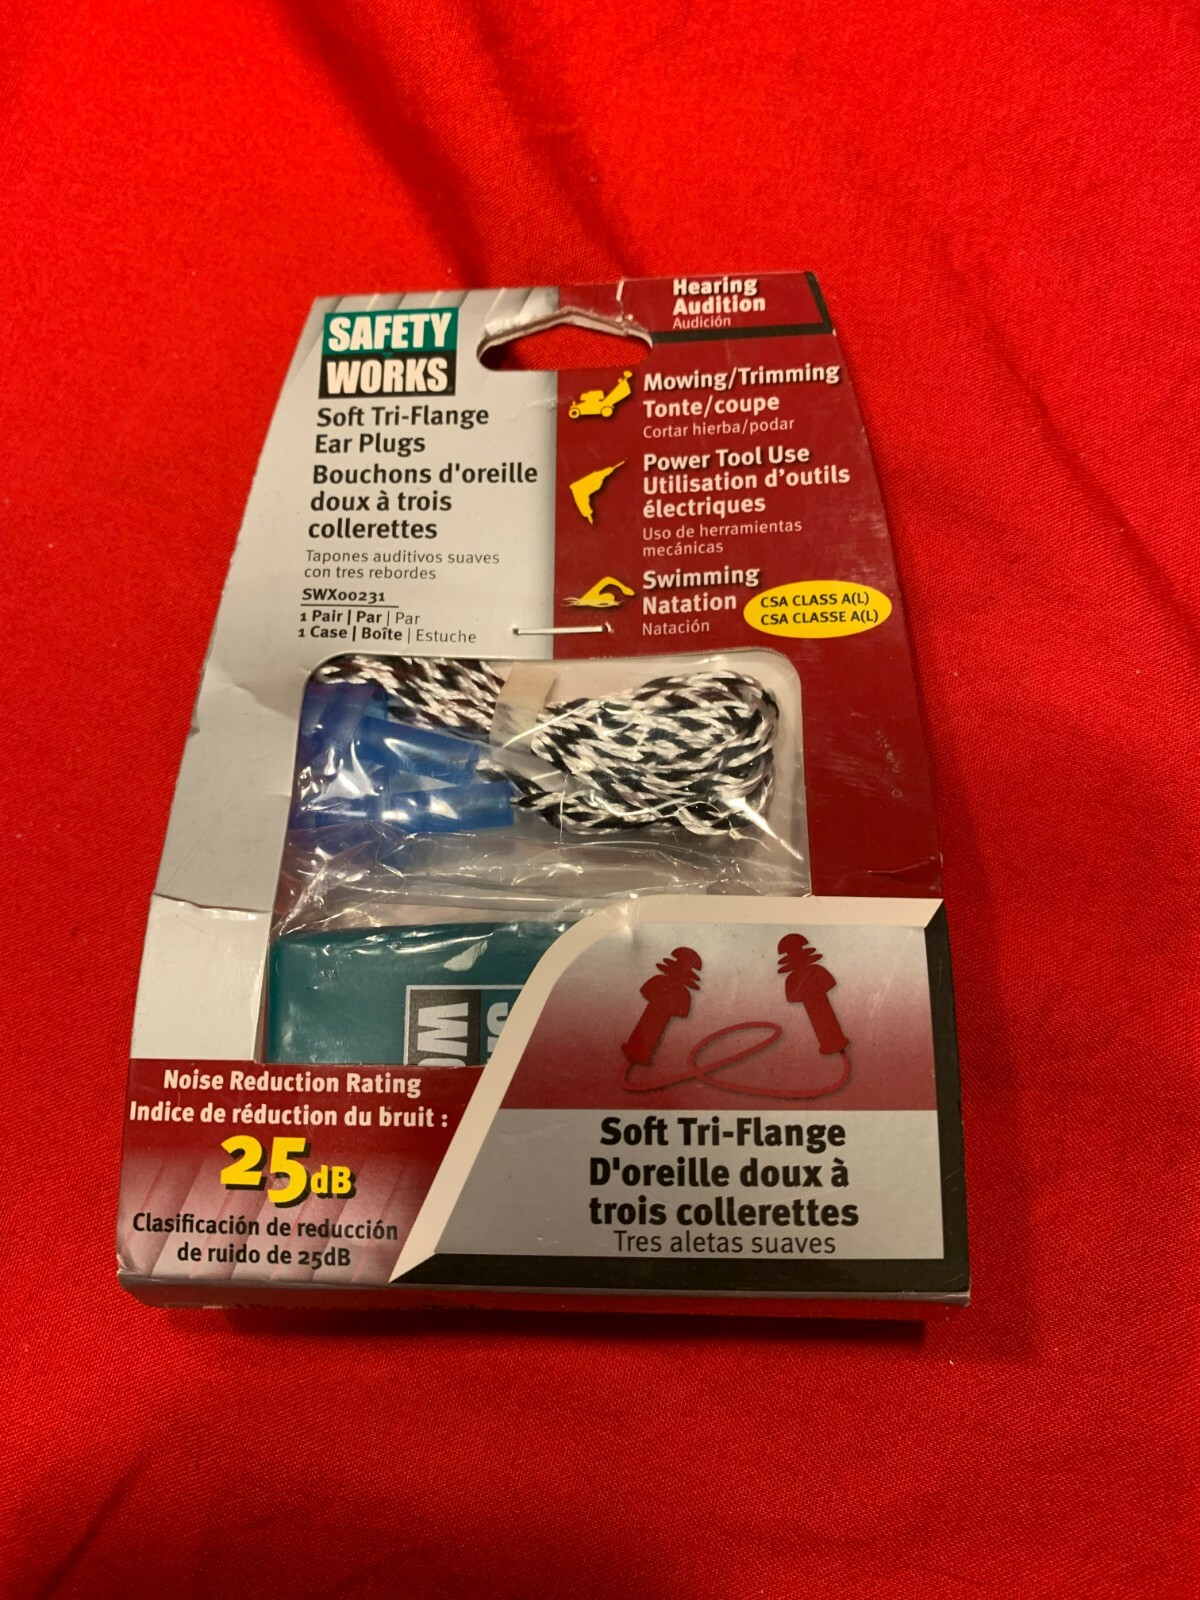 SAFETY
WORKS
Soft Tri-Flange
Ear Plugs
Bouchons d'oreille
doux à trois
collerettes
Tapones auditivos suaves
con tres rebordes
SWX00231
1 Pair | Par | Par
1 Case | Boîte | Estuche
Hearing
Audition
Audición
Mowing/Trimming
Tonte/coupe
Cortar hierba/podar
Power Tool Use
Utilisation d'outils
électriques
Uso de herramientas
mecánicas
Swimming
Natation
Natación
CSA CLASS A(L)
CSA CLASSE A(L)
Noise Reduction Rating
Indice de réduction du bruit :
25dB
Clasificación de reducción
de ruido de 25dB
Soft Tri-Flange
D'oreille doux à
trois collerettes
Tres aletas suaves